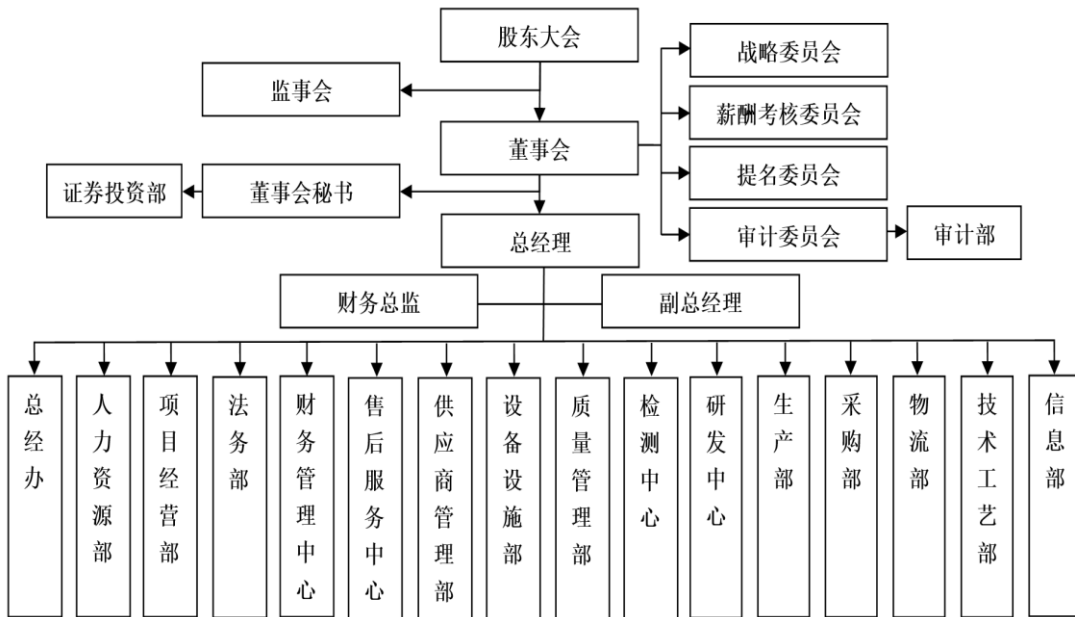 股东大会
战略委员会
监事会
薪酬考核委员会
董事会
提名委员会
证券投资部
董事会秘书
总经理
审计委员会
审计部
财务总监
副总经理
总经办
人力资源部
项目经营部
法务部
财务管理中心
售后服务中心
供应商管理部
设备设施部
质量管理部
检测中心
研发中心
生产部
采购部
物流部
技术工艺部
信息部